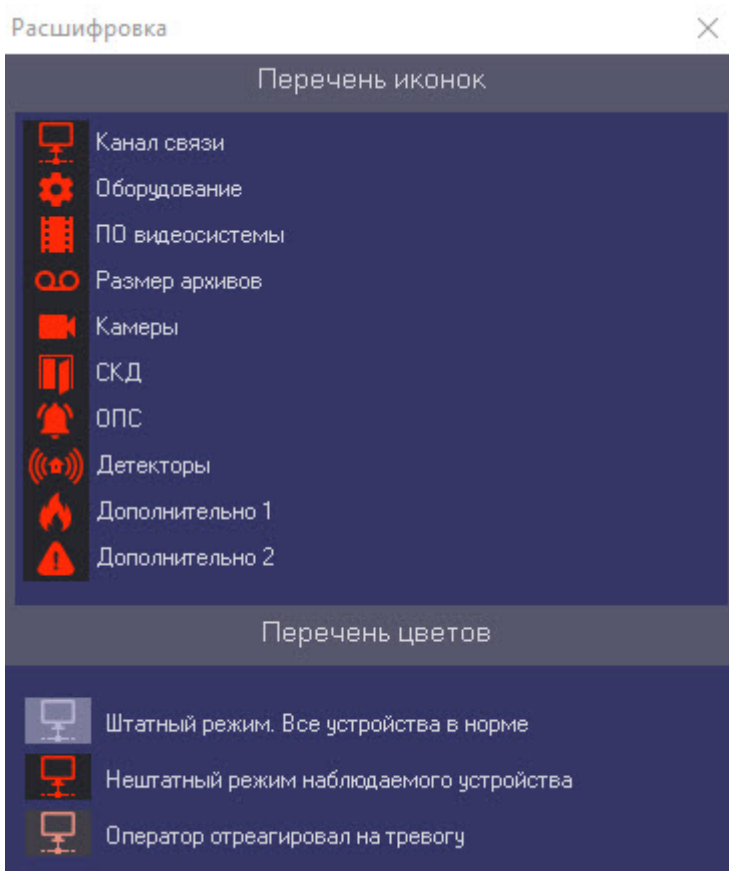 Расшифровка
Перечень иконок
Канал связи
Оборудование
ПО видеосистемы
Размер архивов
Камеры
СКД
ОПС
Детекторы
Дополнительно 1
Дополнительно 2
Перечень цветов
Штатный режим. Все устройства в норме
Нештатный режим наблюдаемого устройства
Оператор отреагировал на тревогу